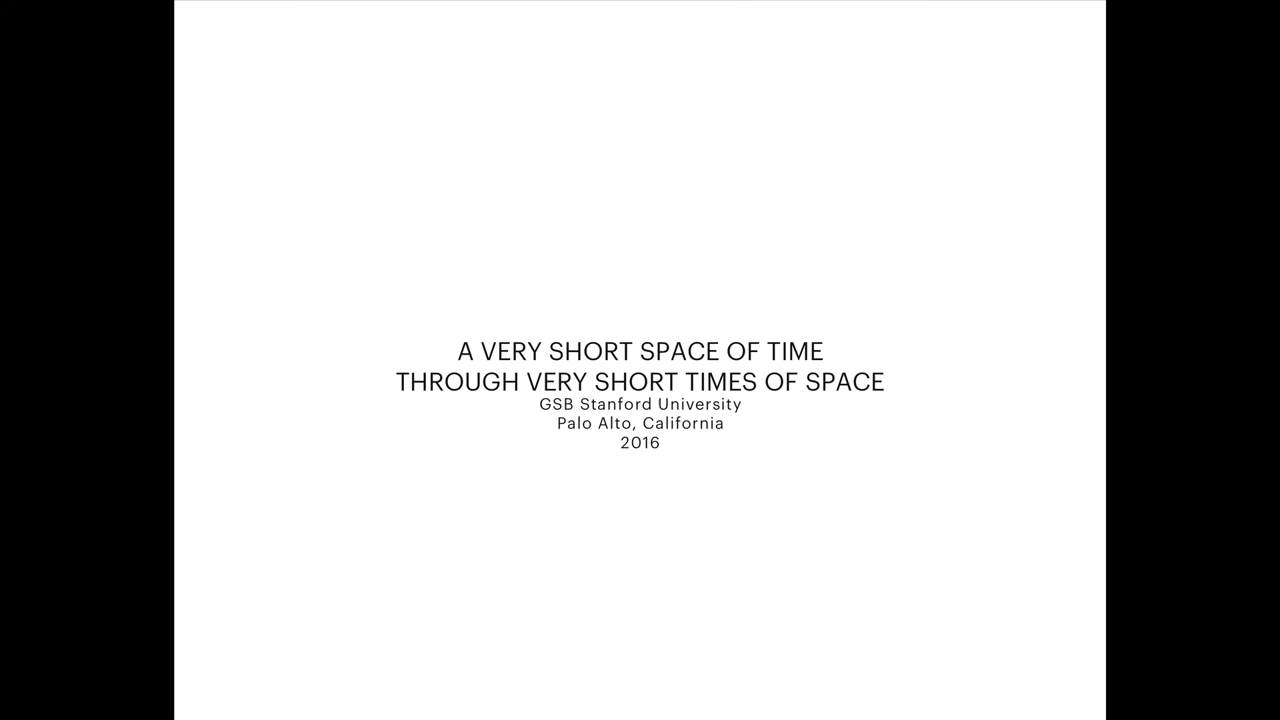 A VERY SHORT SPACE OF TIME
THROUGH VERY SHORT TIMES OF SPACE
GSB Stanford University
Palo Alto, California
2016